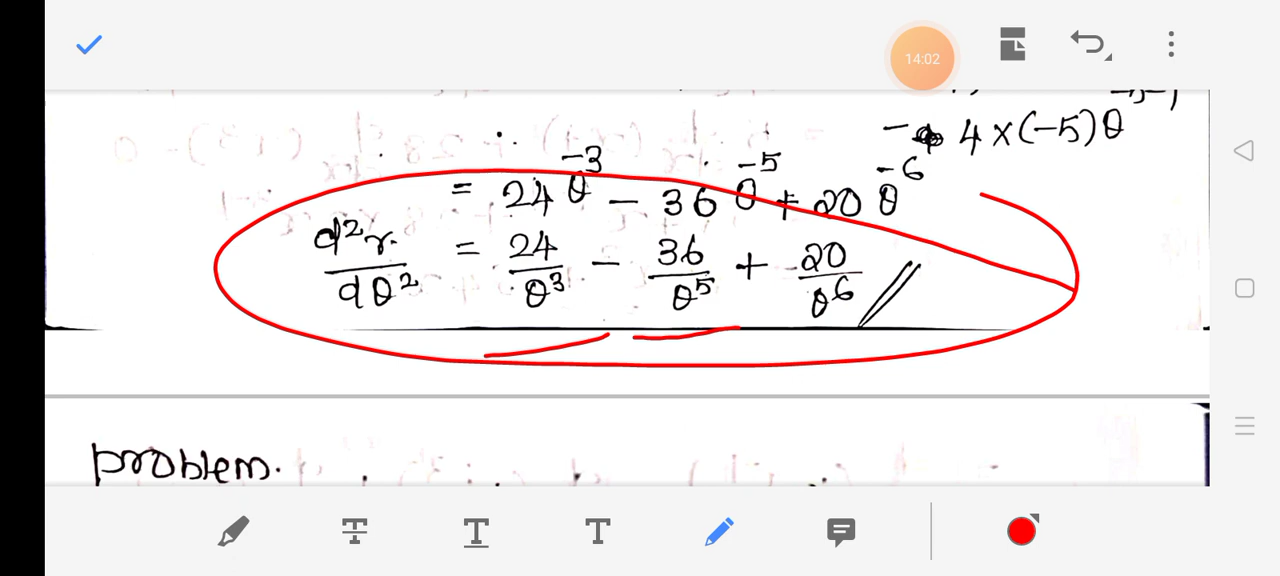 14:02
- 4 × (-5) θ
= 24 θ^-3 - 36 θ^-5 + 20 θ^-6
d²r/dθ² = 24/θ³ - 36/θ⁵ + 20/θ⁶ //
problem.